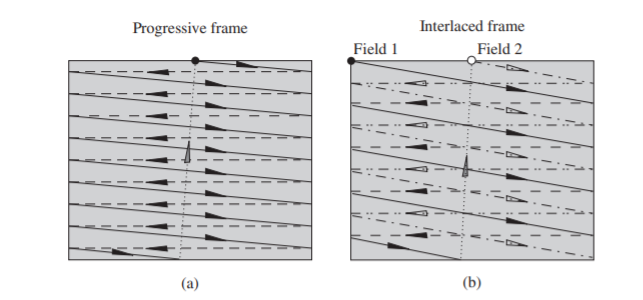 Progressive frame
Interlaced frame
Field 1
Field 2
(a)
(b)